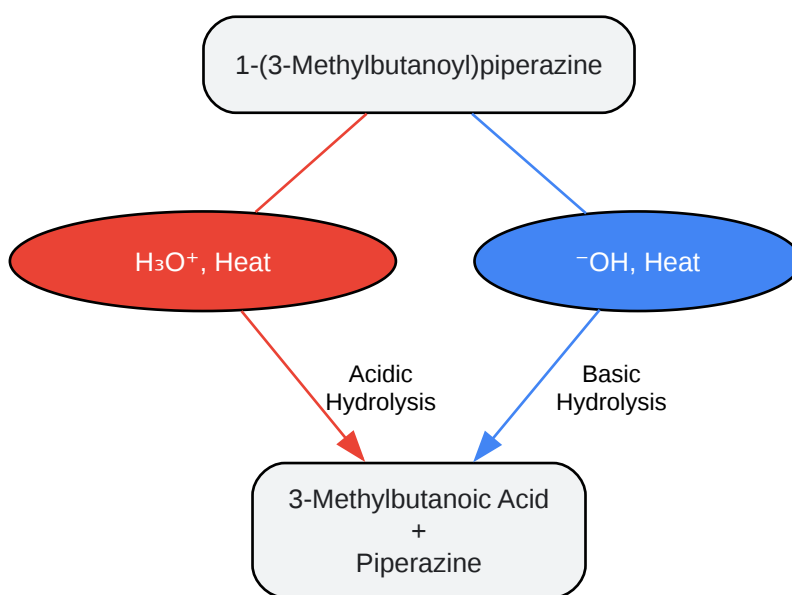 1-(3-Methylbutanoyl)piperazine
H₃O⁺, Heat
⁻OH, Heat
Acidic
Hydrolysis
Basic
Hydrolysis
3-Methylbutanoic Acid
+
Piperazine